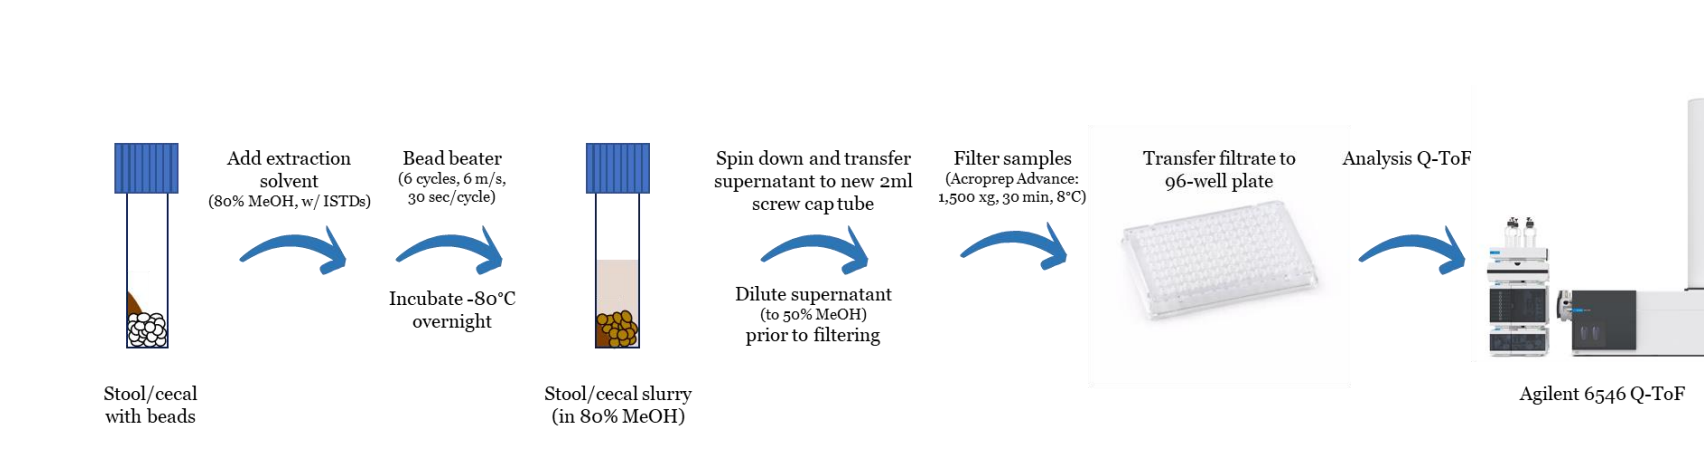 Add extraction
solvent
(80% MeOH, w/ ISTDs)
Bead beater
(6 cycles, 6 m/s,
30 sec/cycle)
Incubate -80°C
overnight
Spin down and transfer
supernatant to new 2ml
screw cap tube
Dilute supernatant
(to 50% MeOH)
prior to filtering
Filter samples
(Acroprep Advance:
1,500 xg, 30 min, 8°C)
Transfer filtrate to
96-well plate
Analysis Q-ToF
Stool/cecal
with beads
Stool/cecal slurry
(in 80% MeOH)
Agilent 6546 Q-ToF